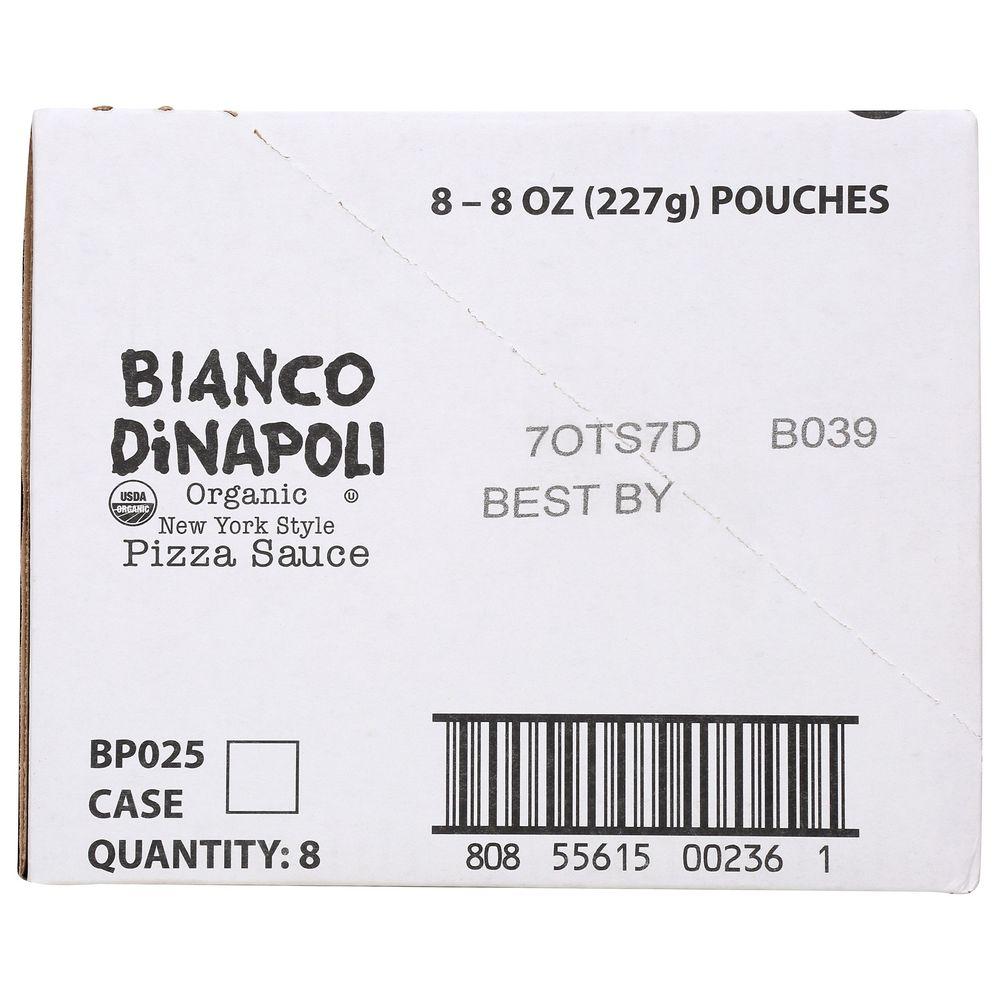 8 – 8 OZ (227g) POUCHES
BIANCO
DiNAPOLI
USDA
ORGANIC
Organic Ⓤ
New York Style
Pizza Sauce
7OTS7D B039
BEST BY
BP025
CASE
QUANTITY: 8
808 55615 00236 1